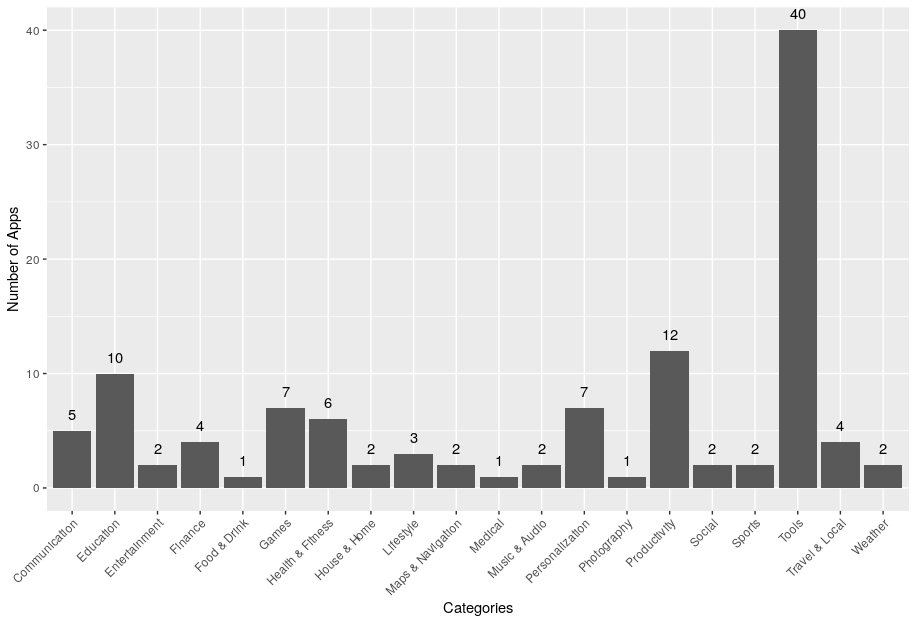 40
12
10
7
7
6
5
4
4
3
2
2
2
2
2
2
2
1
1
1
40
30
20
10
0
Number of Apps
Communication
Education
Entertainment
Finance
Food & Drink
Games
Health & Fitness
House & Home
Lifestyle
Maps & Navigation
Medical
Music & Audio
Personalization
Photography
Productivity
Social
Sports
Tools
Travel & Local
Weather
Categories